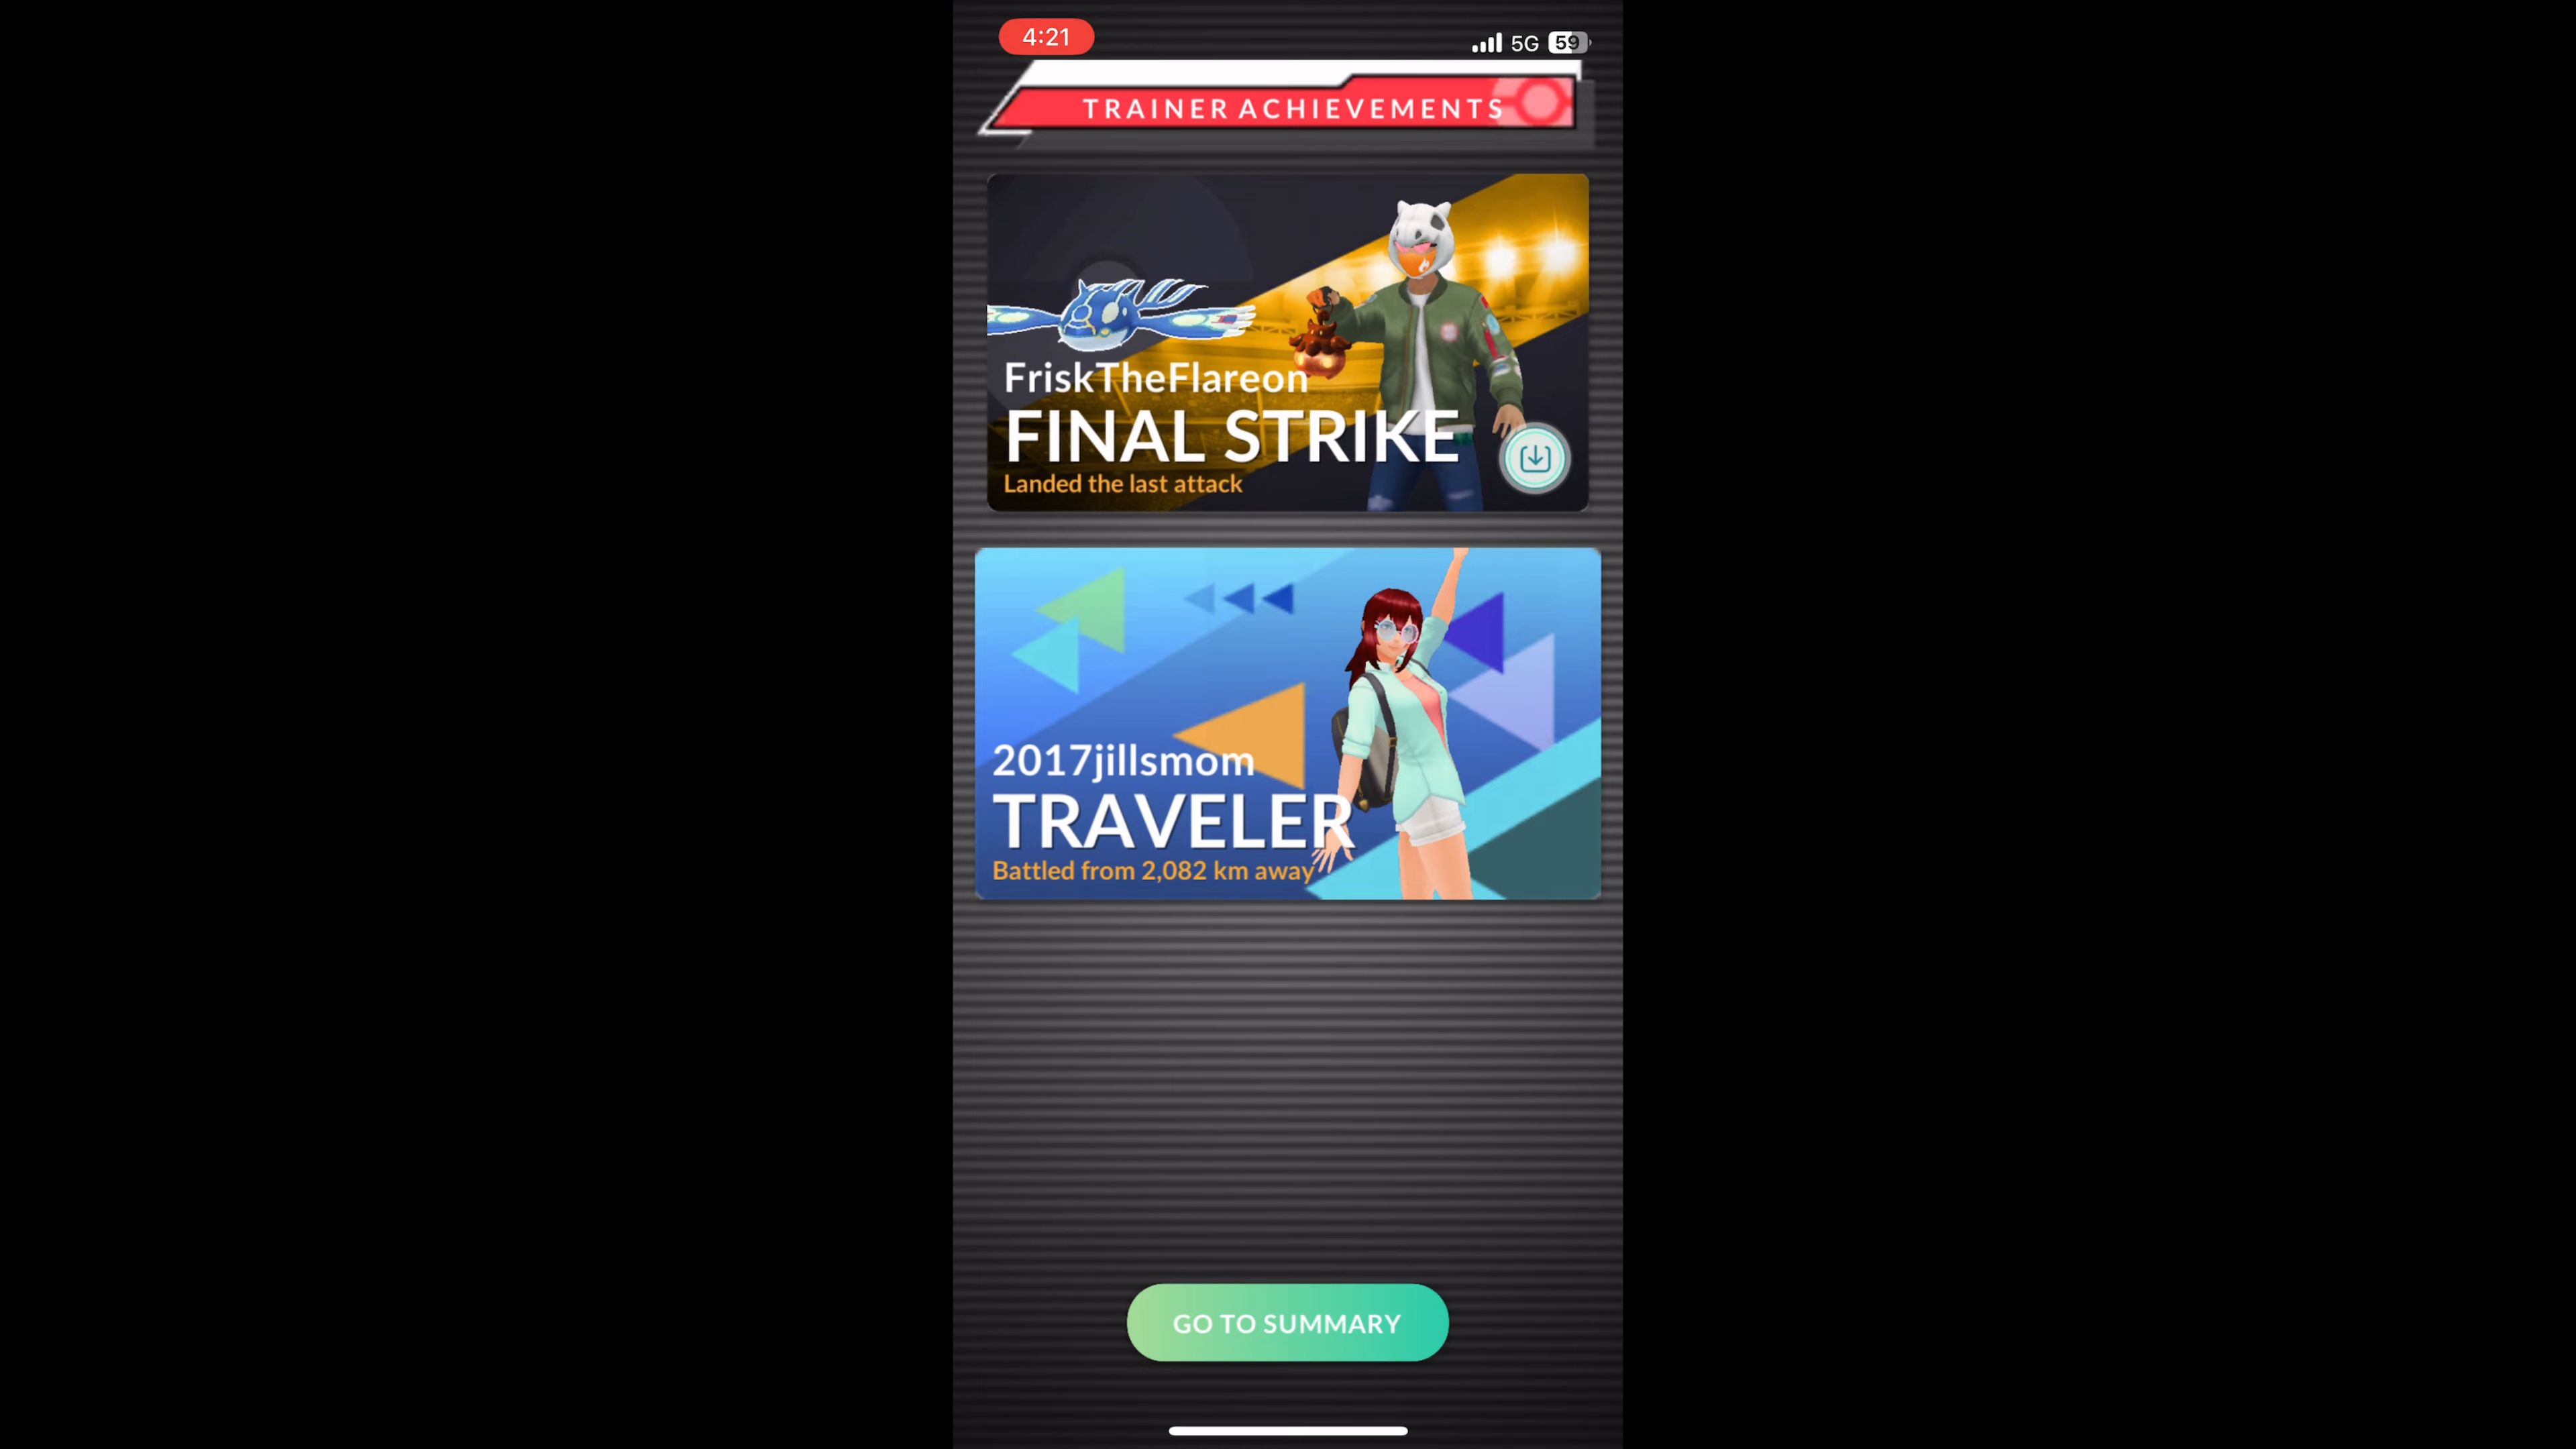 4:21
5G 59
TRAINER ACHIEVEMENTS
FriskTheFlareon
FINAL STRIKE
Landed the last attack
2017jillsmom
TRAVELER
Battled from 2,082 km away
GO TO SUMMARY